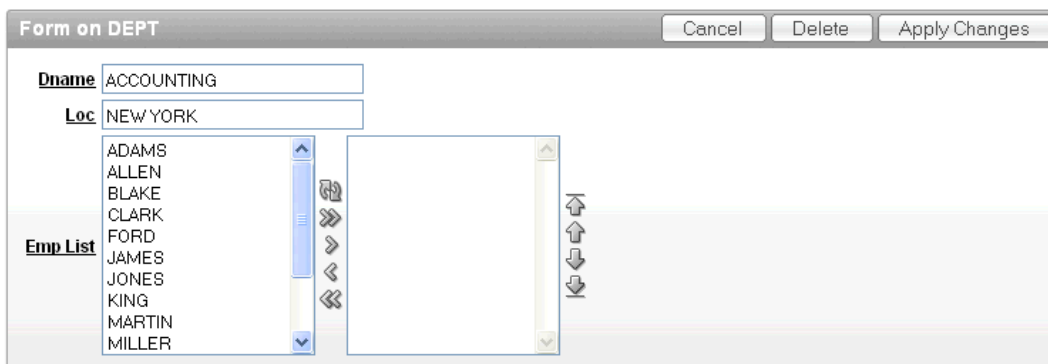 Form on DEPT Cancel Delete Apply Changes
Dname ACCOUNTING
Loc NEW YORK
Emp List
ADAMS
ALLEN
BLAKE
CLARK
FORD
JAMES
JONES
KING
MARTIN
MILLER